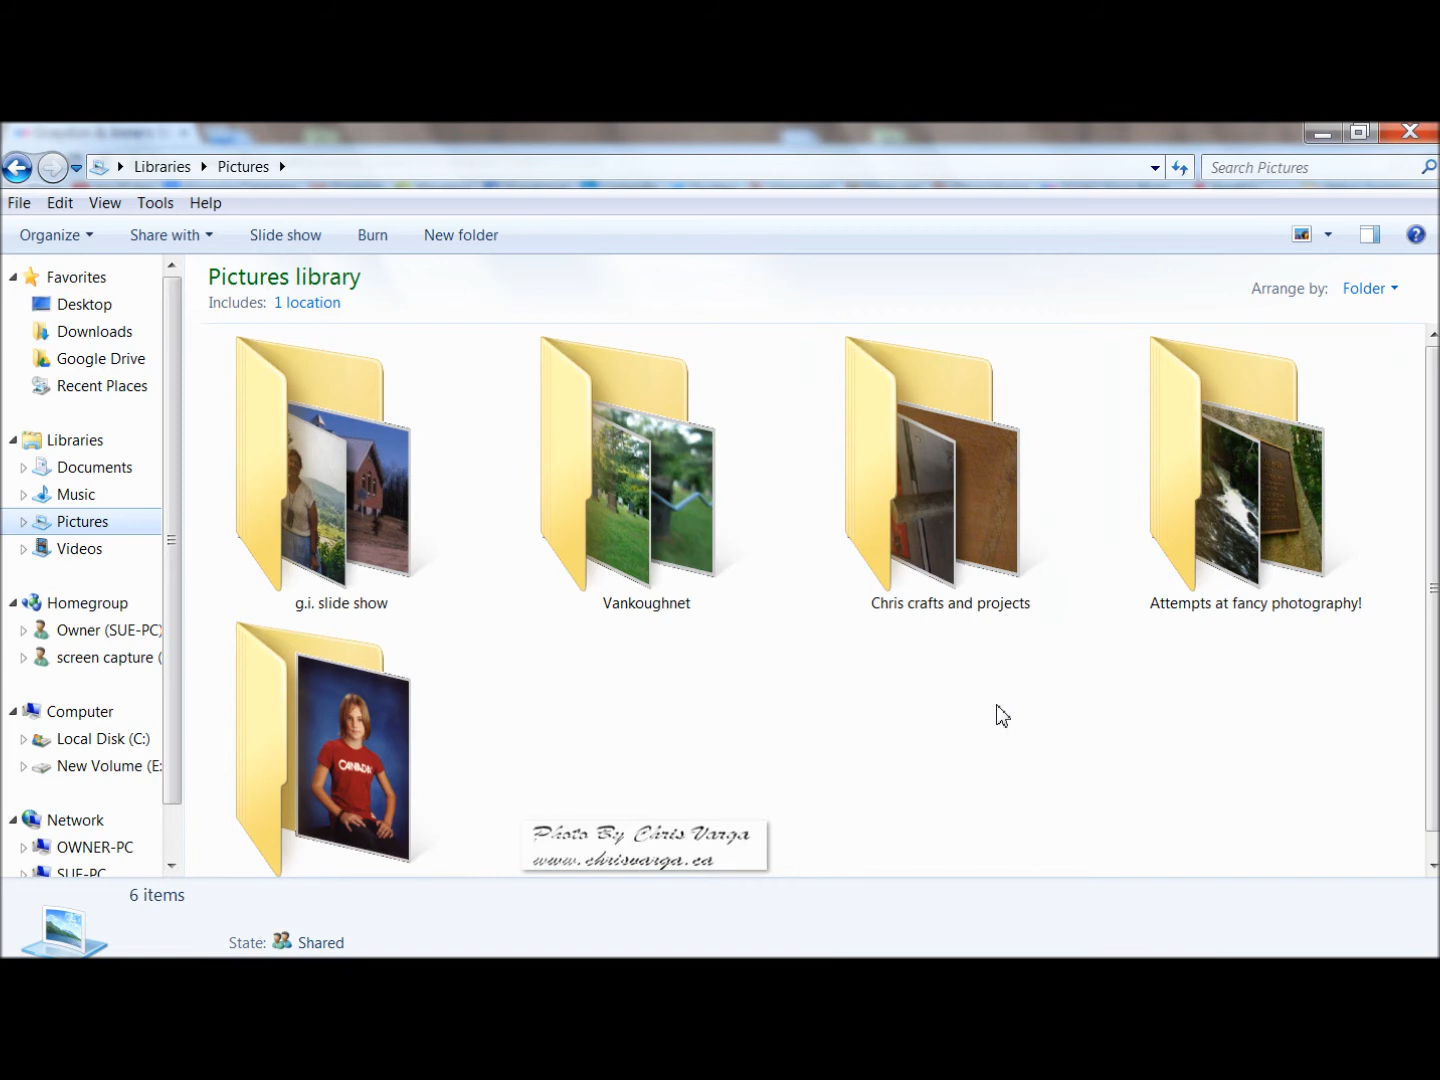 Libraries
Pictures
Search Pictures
File Edit View Tools Help
Organize Share with Slide show Burn New folder
Favorites
Desktop
Downloads
Google Drive
Recent Places
Libraries
Documents
Music
Pictures
Videos
Homegroup
Owner (SUE-PC)
screen capture (
Computer
Local Disk (C:)
New Volume (E:
Network
OWNER-PC
SUE-PC
Pictures library
Includes: 1 location
Arrange by: Folder
g.i. slide show
Vankoughnet
Chris crafts and projects
Attempts at fancy photography!
CANADA
Photo By Chris Varga
www.chrisvarga.ca
6 items
State: Shared